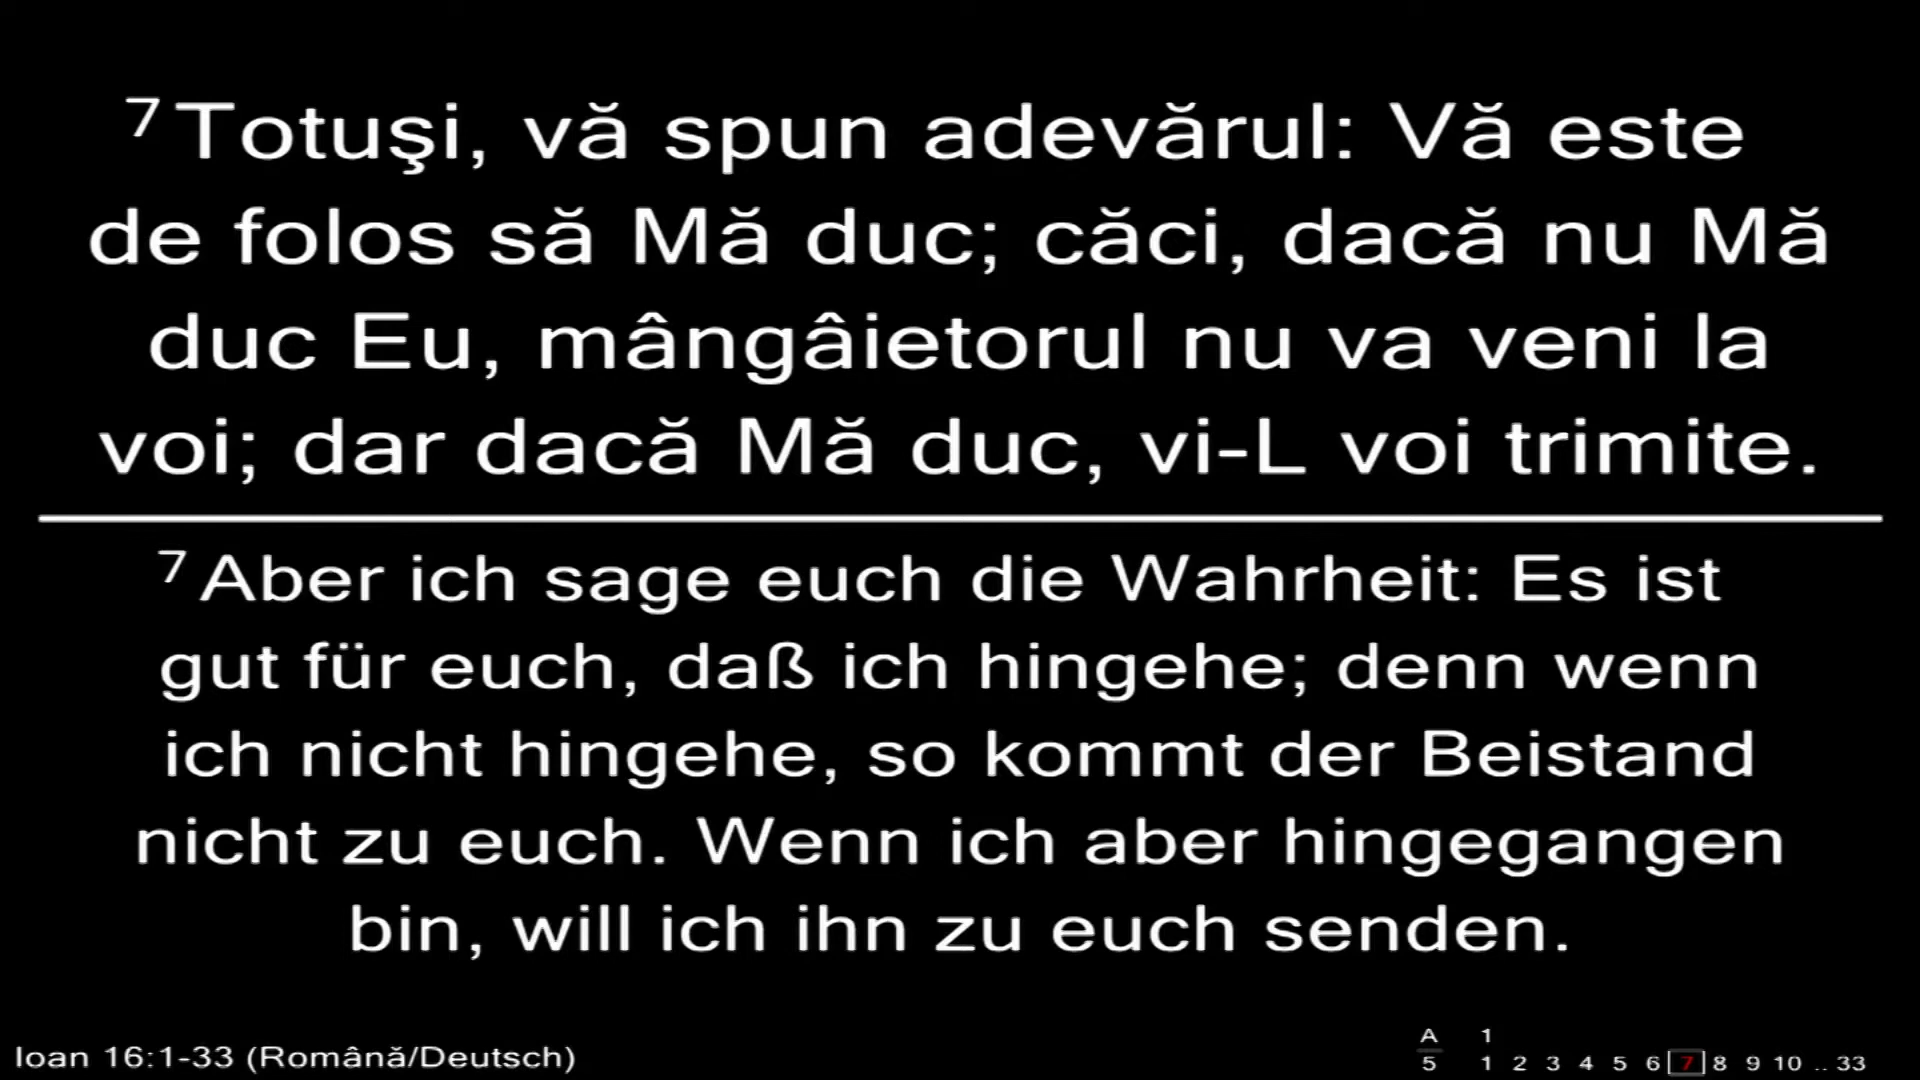 7 Totuşi, vă spun adevărul: Vă este
de folos să Mă duc; căci, dacă nu Mă
duc Eu, mângâietorul nu va veni la
voi; dar dacă Mă duc, vi-L voi trimite.
7 Aber ich sage euch die Wahrheit: Es ist
gut für euch, daß ich hingehe; denn wenn
ich nicht hingehe, so kommt der Beistand
nicht zu euch. Wenn ich aber hingegangen
bin, will ich ihn zu euch senden.
Ioan 16:1-33 (Română/Deutsch)
A 1
5 1 2 3 4 5 6 7 8 9 10 .. 33